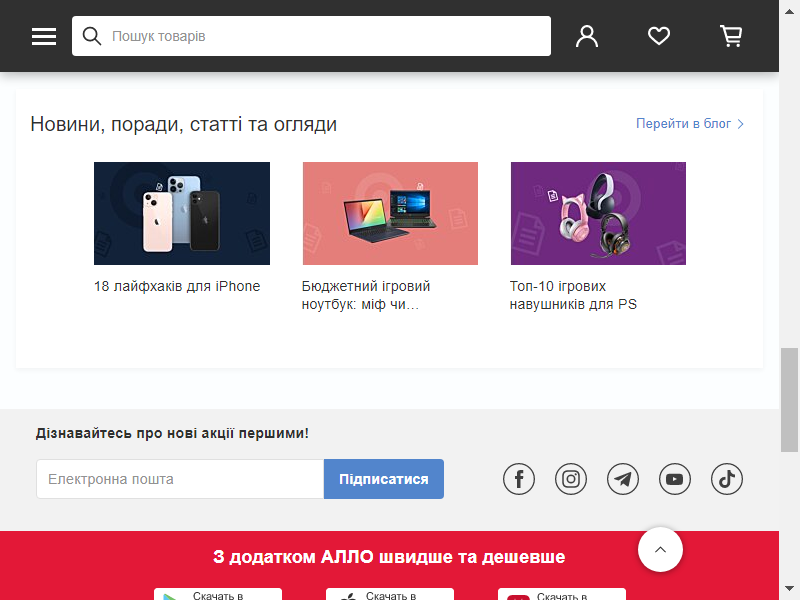 Пошук товарів
Новини, поради, статті та огляди
Перейти в блог
18 лайфхаків для iPhone
Бюджетний ігровий
ноутбук: міф чи...
Топ-10 ігрових
навушників для PS
Дізнавайтесь про нові акції першими!
Електронна пошта
Підписатися
З додатком АЛЛО швидше та дешевше
Скачать в
Скачать в
Скачать в